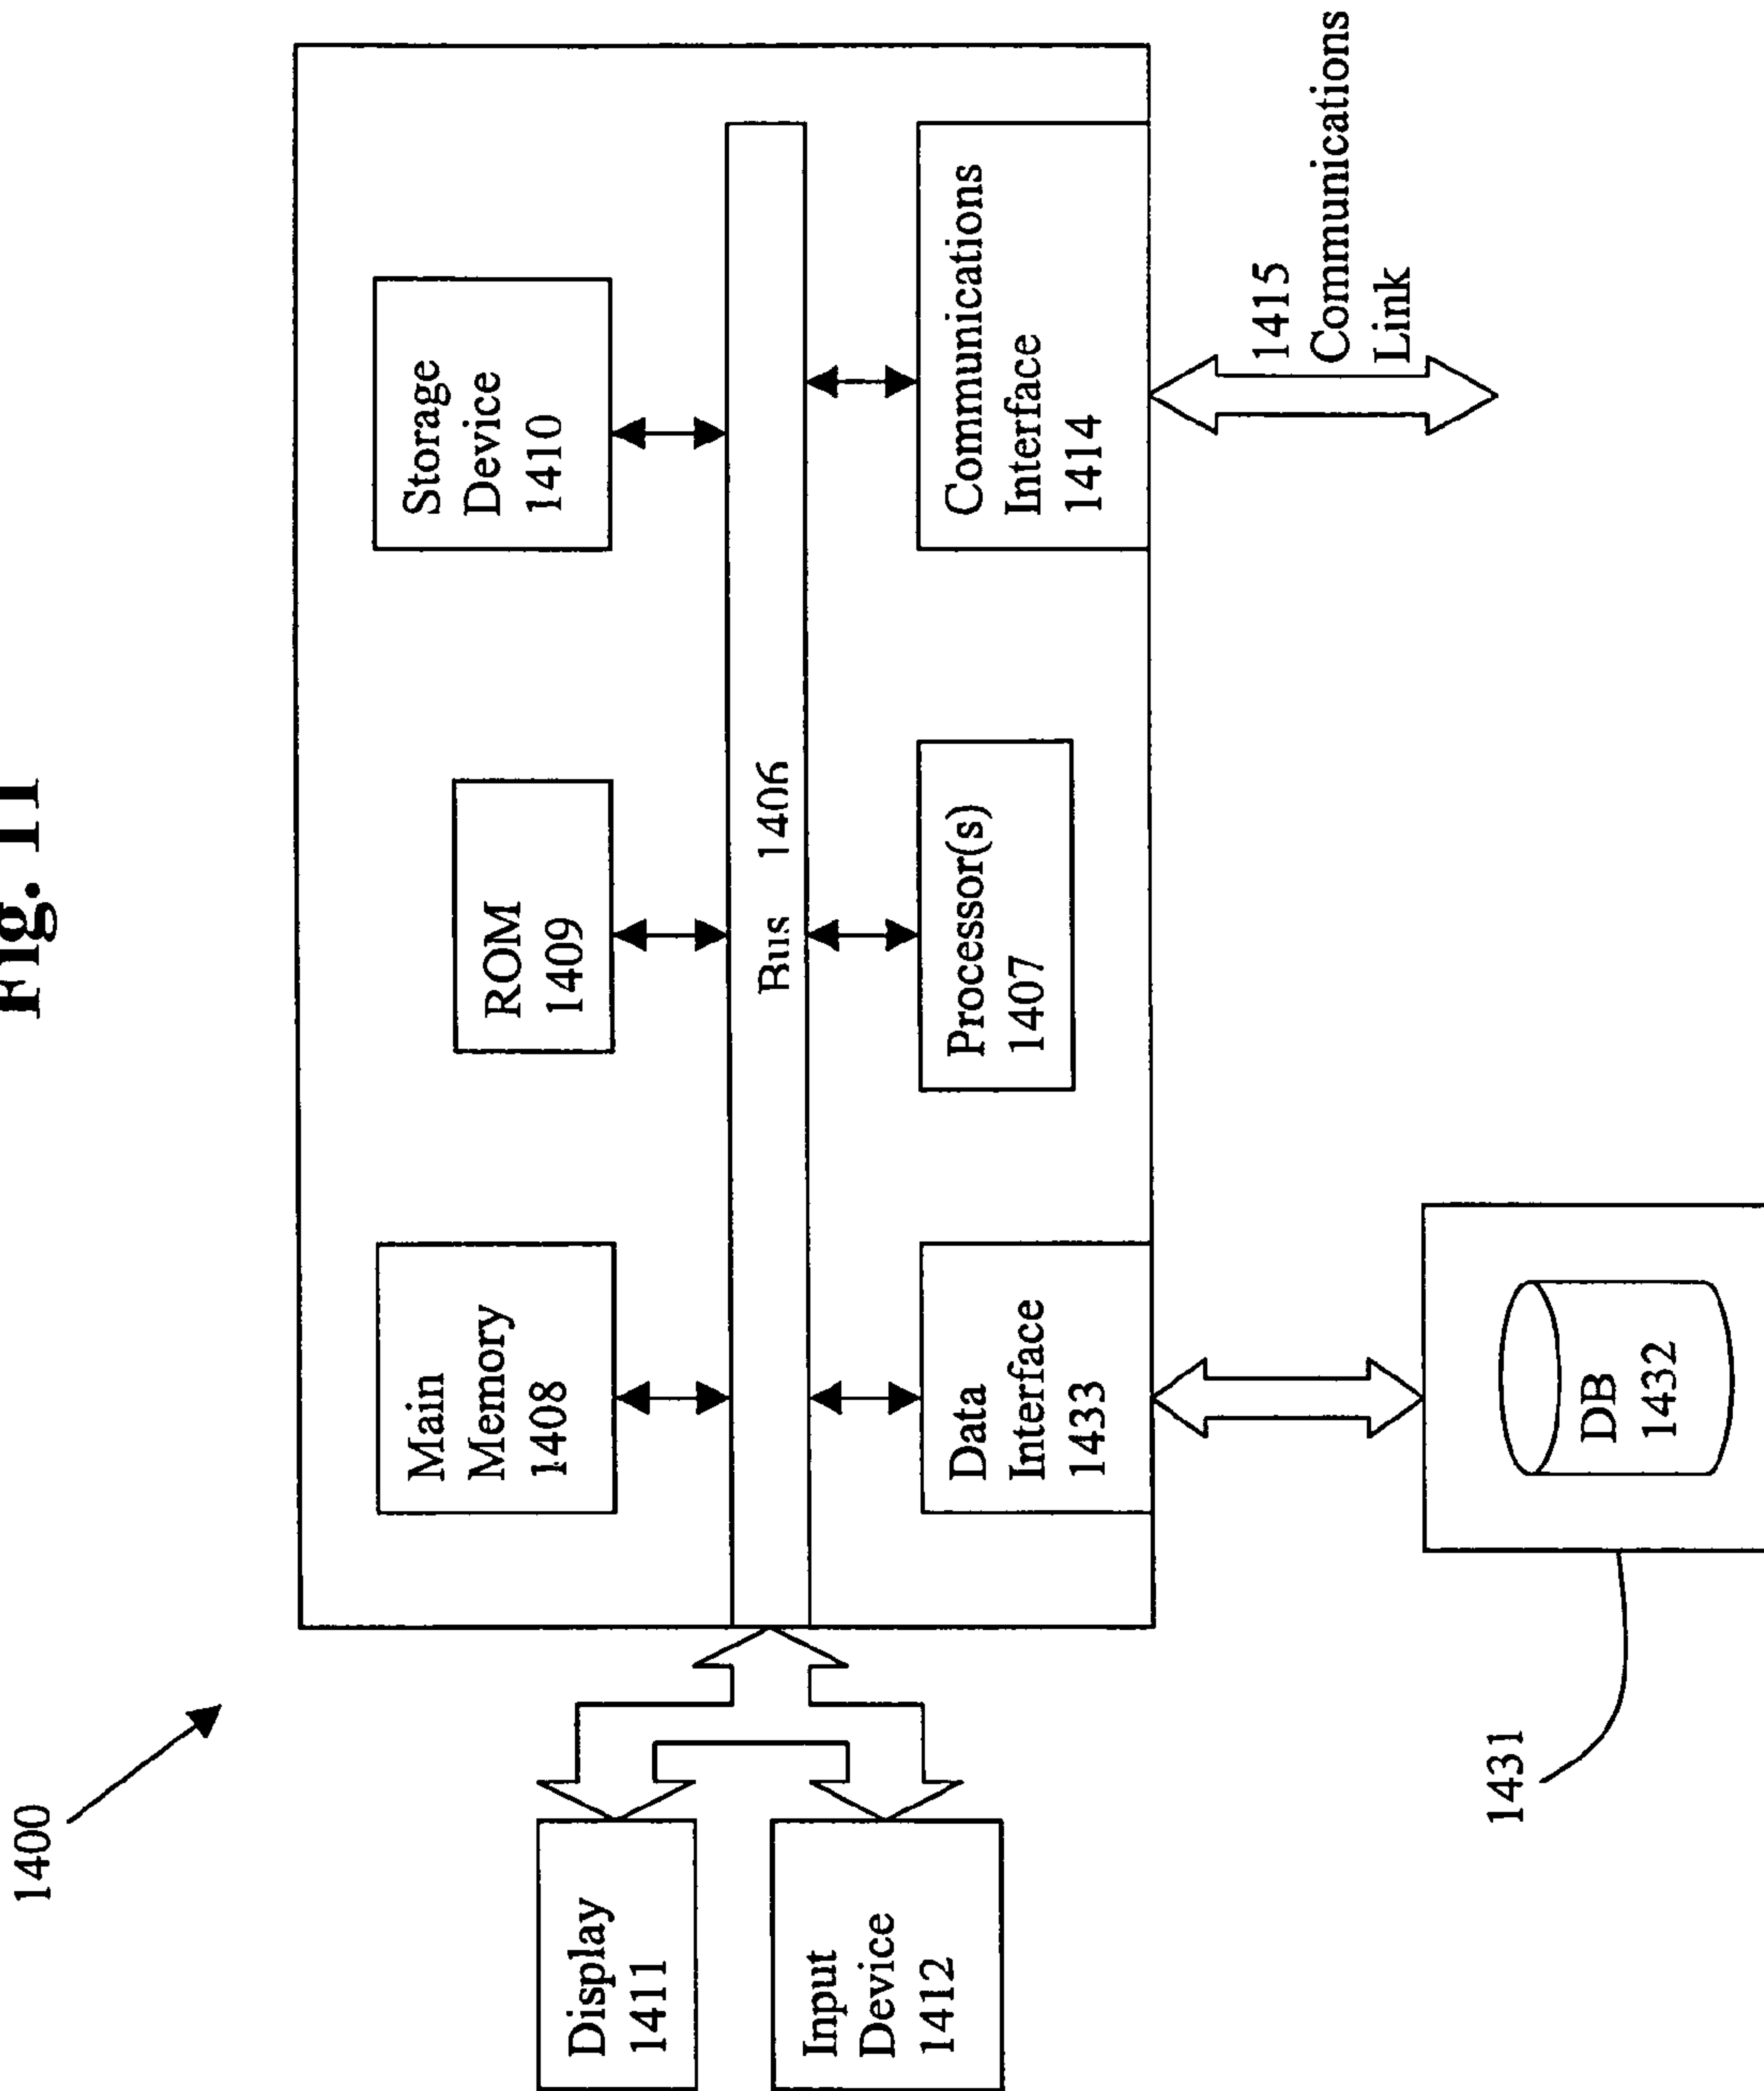 Fig. 11
1400
Main
Memory
1408
ROM
1409
Storage
Device
1410
Display
1411
Bus 1406
Input
Device
1412
Data
Interface
1433
Processor(s)
1407
Communications
Interface
1414
1415
Communications
Link
1431
DB
1432